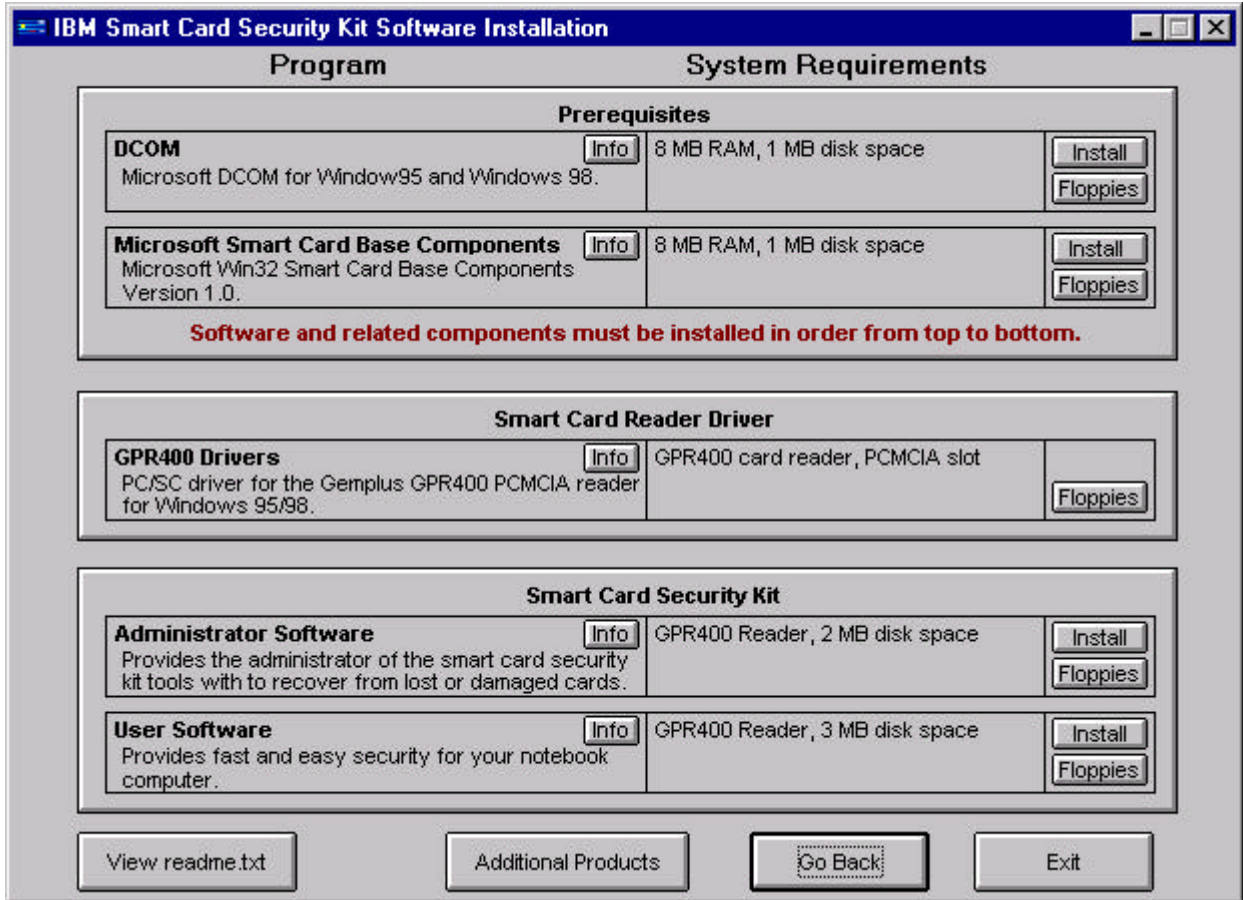 IBM Smart Card Security Kit Software Installation
Program System Requirements
Prerequisites
DCOM Info 8 MB RAM, 1 MB disk space Install
Microsoft DCOM for Window95 and Windows 98. Floppies
Microsoft Smart Card Base Components Info 8 MB RAM, 1 MB disk space Install
Microsoft Win32 Smart Card Base Components
Version 1.0. Floppies
Software and related components must be installed in order from top to bottom.
Smart Card Reader Driver
GPR400 Drivers Info GPR400 card reader, PCMCIA slot
PC/SC driver for the Gemplus GPR400 PCMCIA reader
for Windows 95/98. Floppies
Smart Card Security Kit
Administrator Software Info GPR400 Reader, 2 MB disk space Install
Provides the administrator of the smart card security
kit tools with to recover from lost or damaged cards. Floppies
User Software Info GPR400 Reader, 3 MB disk space Install
Provides fast and easy security for your notebook
computer. Floppies
View readme.txt Additional Products Go Back Exit